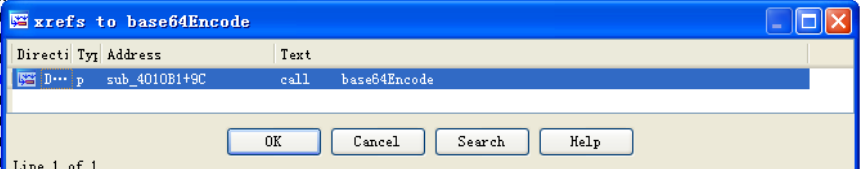 xrefs to base64Encode
Directi Typ Address Text
D... p sub_4010B1+9C call base64Encode
OK Cancel Search Help
Line 1 of 1